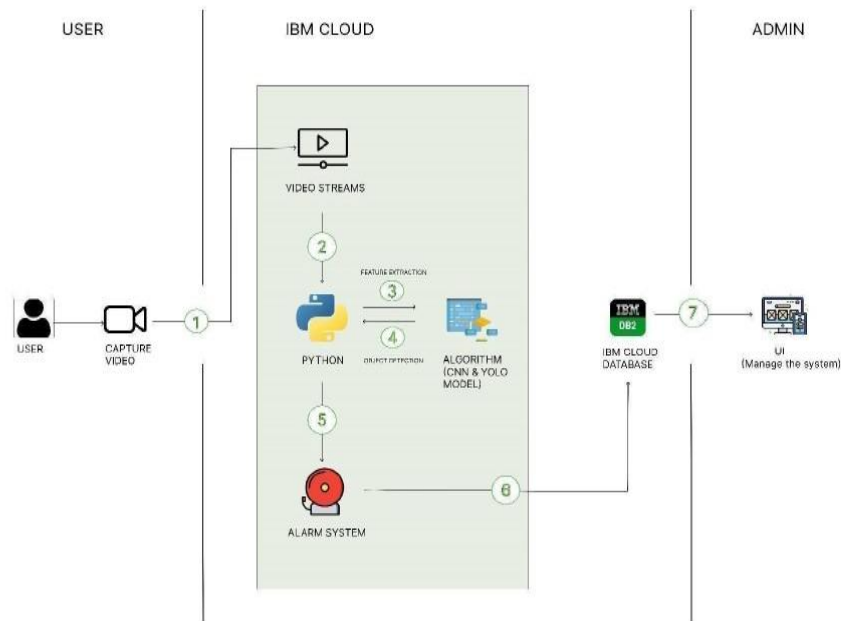 USER
IBM CLOUD
ADMIN
VIDEO STREAMS
2
FEATURE EXTRACTION
3
1
4
USER
CAPTURE
VIDEO
PYTHON
OBJECT DETECTION
ALGORITHM
(CNN & YOLO
MODEL)
IBM
DB2
IBM CLOUD
DATABASE
7
UI
(Manage the system)
5
6
ALARM SYSTEM